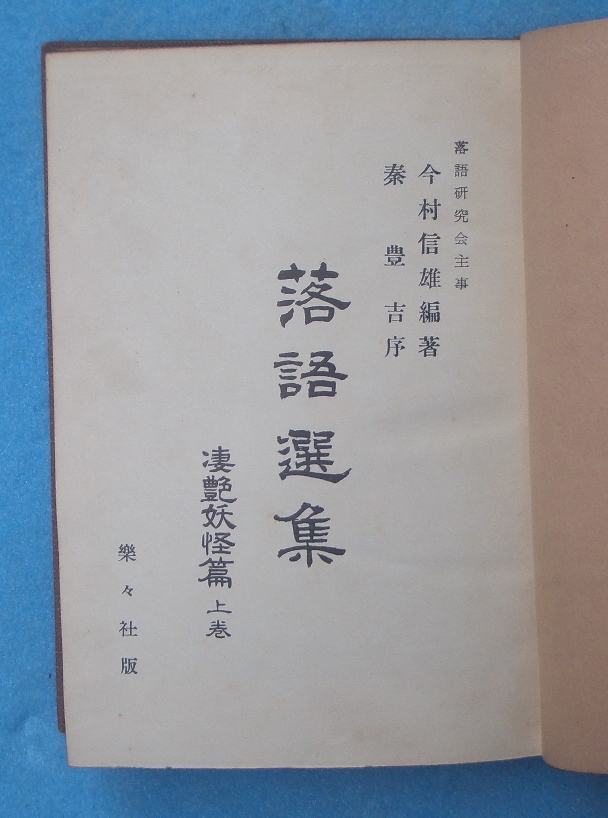 落語研究会主事
今村信雄編著
秦豊吉序
落語選集
凄艶妖怪篇 上巻
樂々社版